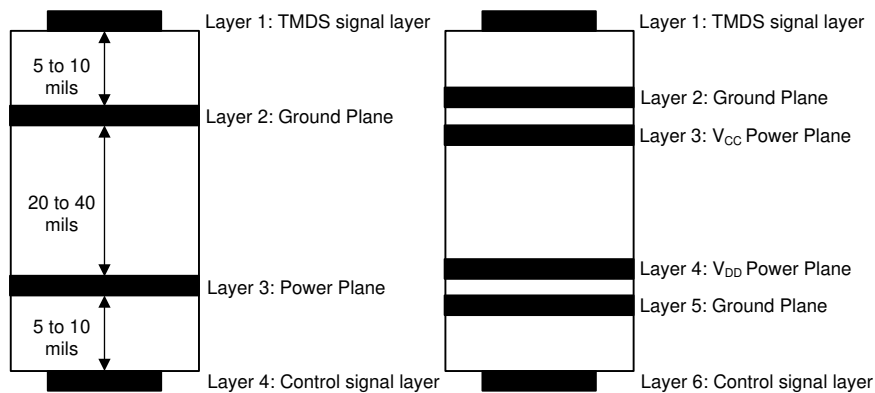 Layer 1: TMDS signal layer
5 to 10
mils
Layer 2: Ground Plane
20 to 40
mils
Layer 3: Power Plane
5 to 10
mils
Layer 4: Control signal layer
Layer 1: TMDS signal layer
Layer 2: Ground Plane
Layer 3: VCC Power Plane
Layer 4: VDD Power Plane
Layer 5: Ground Plane
Layer 6: Control signal layer